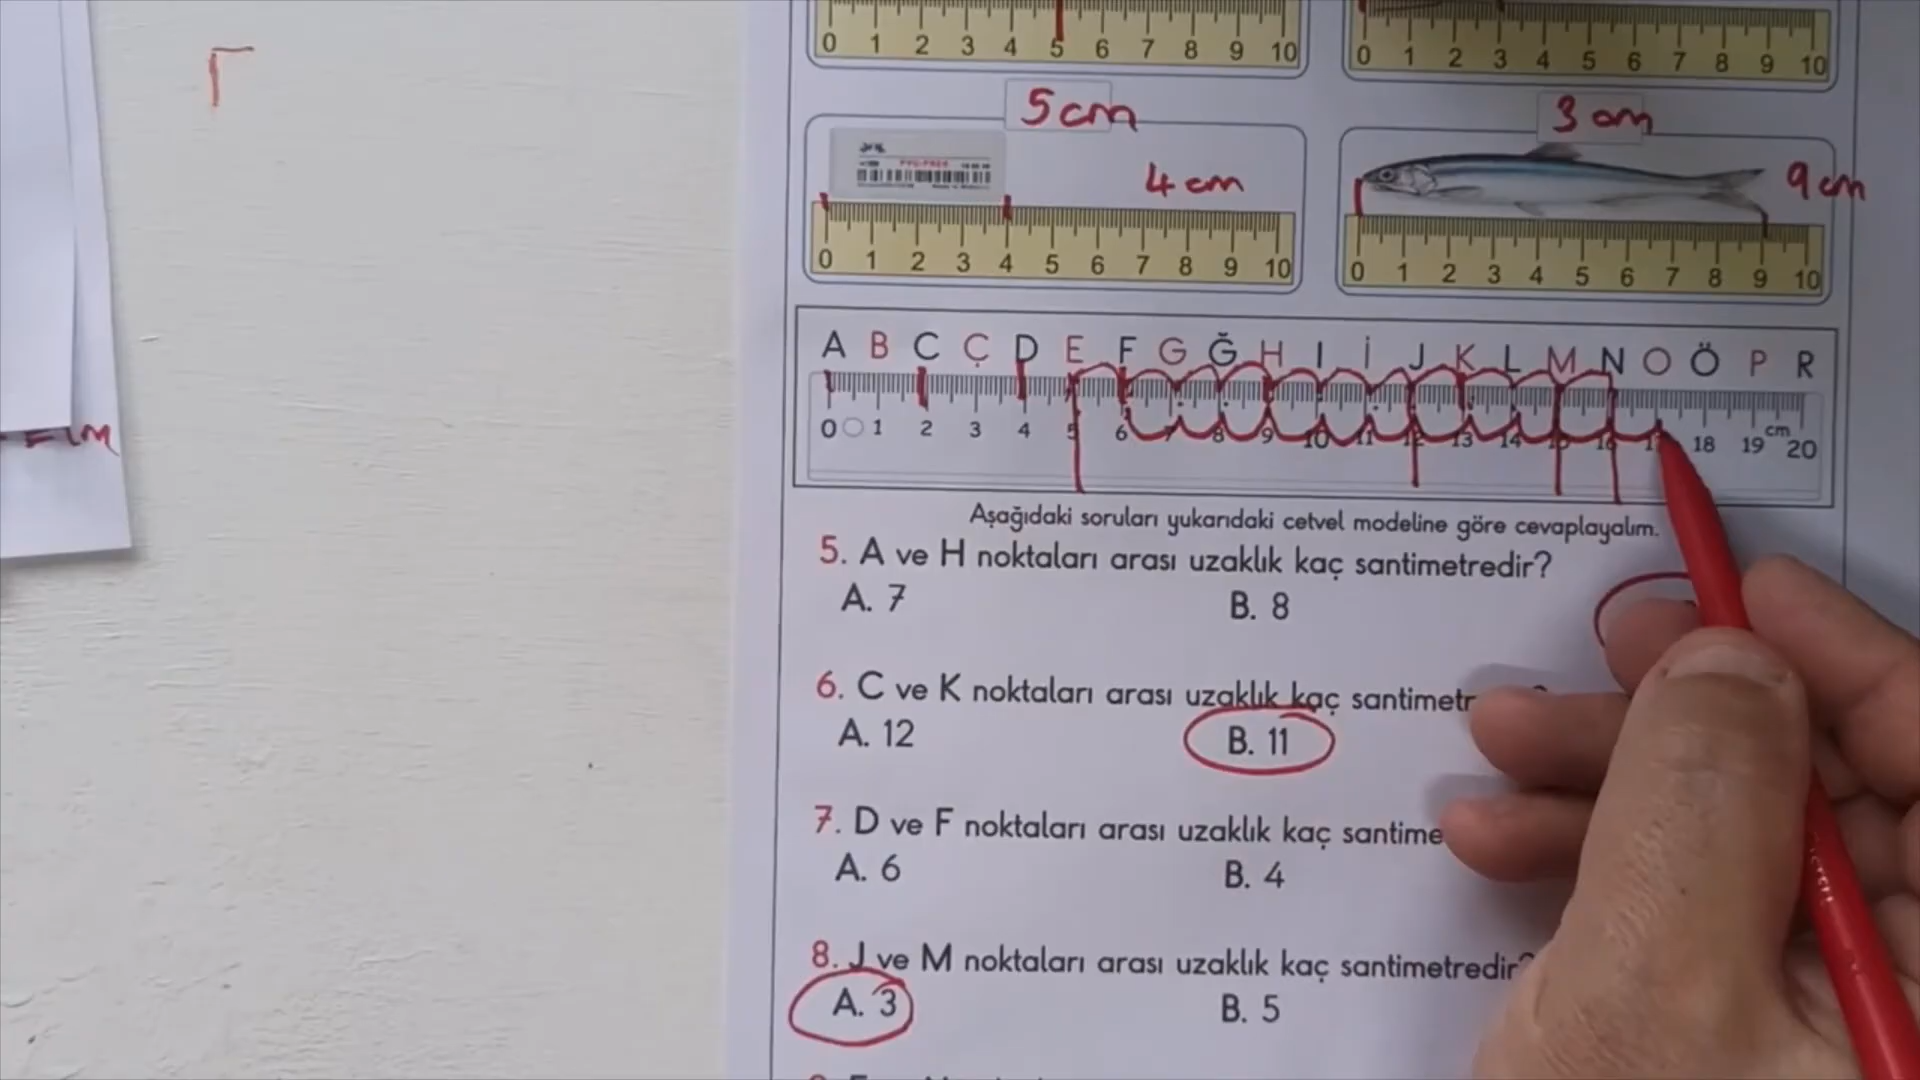 0 1 2 3 4 5 6 7 8 9 10
0 1 2 3 4 5 6 7 8 9 10
5 cm
3 cm
4 cm
9 cm
0 1 2 3 4 5 6 7 8 9 10
0 1 2 3 4 5 6 7 8 9 10
A B C Ç D E F G Ğ H I İ J K L M N O Ö P R
0 1 2 3 4 5 6 7 8 9 10 11 12 13 14 15 16 18 19 cm 20
Aşağıdaki soruları yukarıdaki cetvel modeline göre cevaplayalım.
5. A ve H noktaları arası uzaklık kaç santimetredir?
A. 7 B. 8
6. C ve K noktaları arası uzaklık kaç santimetr
A. 12 B. 11
7. D ve F noktaları arası uzaklık kaç santime
A. 6 B. 4
8. J ve M noktaları arası uzaklık kaç santimetredir?
A. 3 B. 5